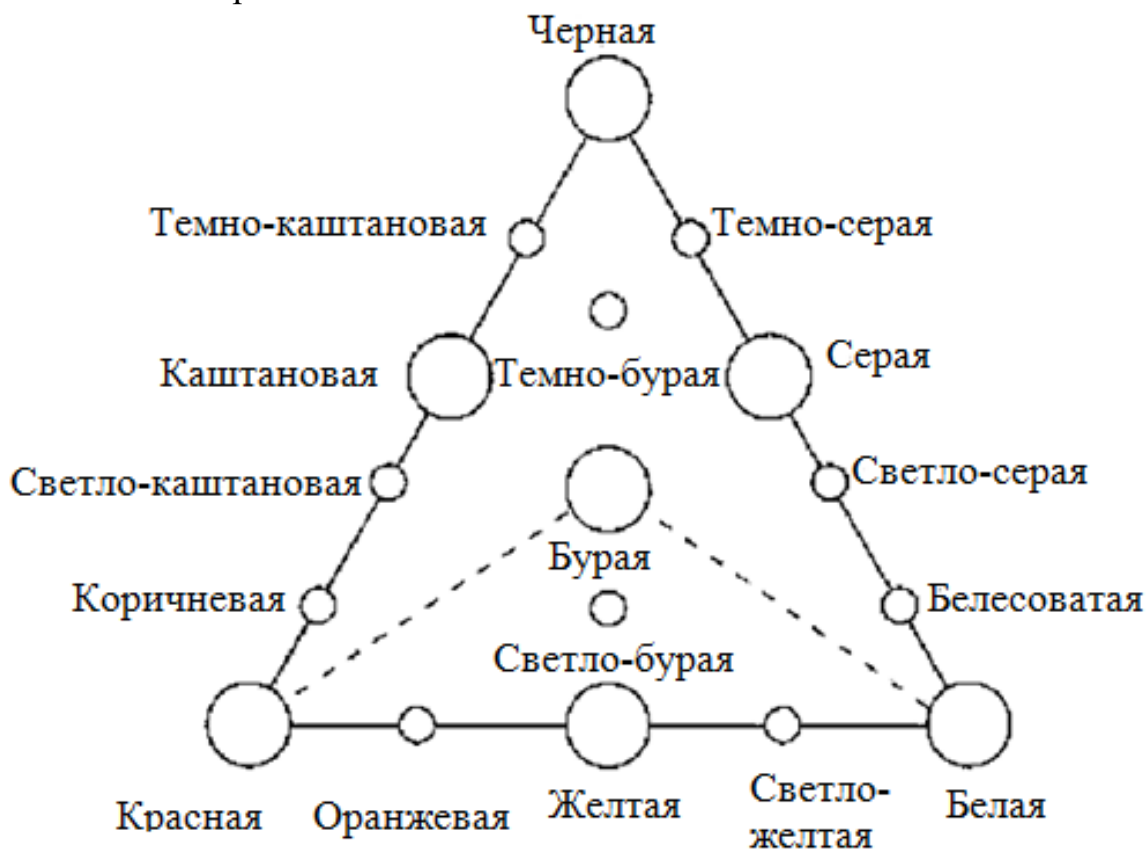 Черная
Темно-каштановая
Темно-серая
Каштановая
Темно-бурая
Серая
Светло-каштановая
Светло-серая
Бурая
Коричневая
Белесоватая
Светло-бурая
Красная
Оранжевая
Желтая
Светло-
желтая
Белая